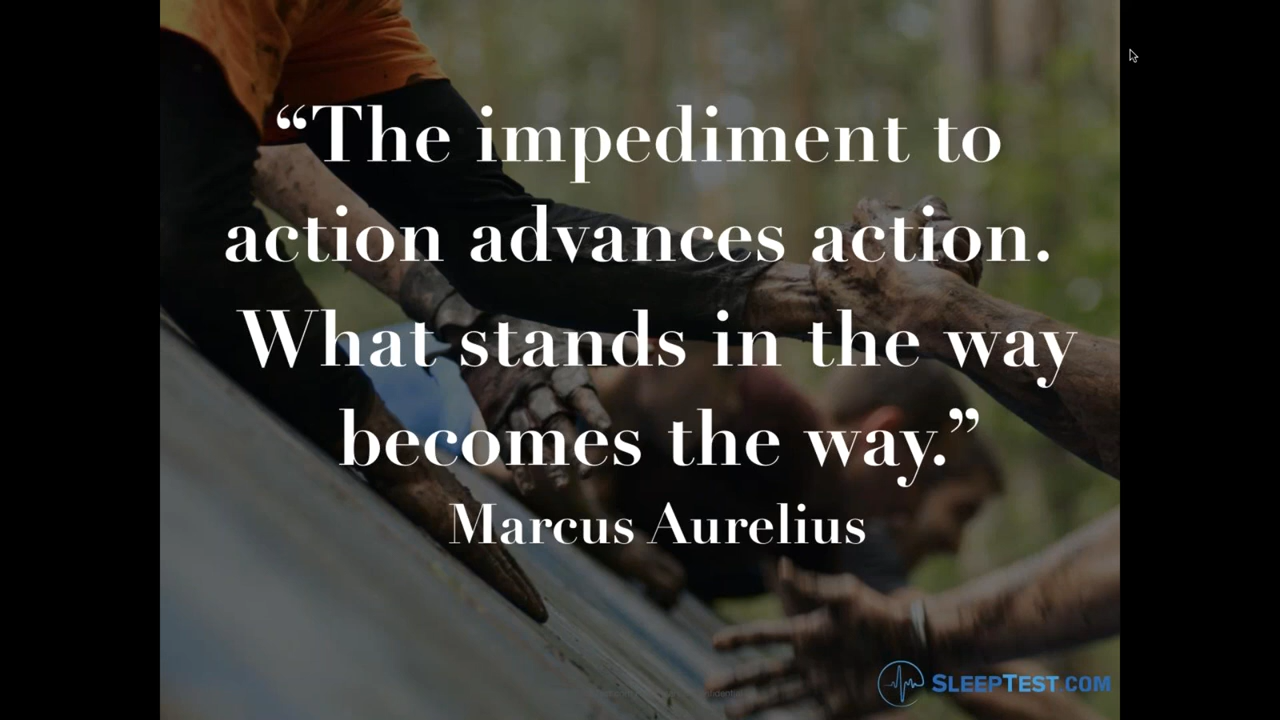 “The impediment to
action advances action.
What stands in the way
becomes the way.”
Marcus Aurelius
SLEEPTEST.COM